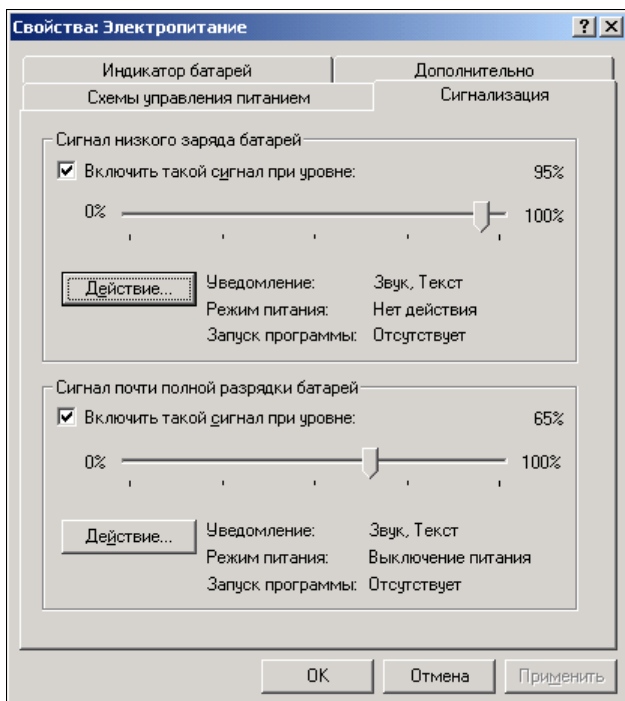 Свойства: Электропитание
Индикатор батарей Дополнительно
Схемы управления питанием Сигнализация
Сигнал низкого заряда батарей
Включить такой сигнал при уровне: 95%
0% 100%
Действие... Уведомление: Звук, Текст
Режим питания: Нет действия
Запуск программы: Отсутствует
Сигнал почти полной разрядки батарей
Включить такой сигнал при уровне: 65%
0% 100%
Действие... Уведомление: Звук, Текст
Режим питания: Выключение питания
Запуск программы: Отсутствует
OK Отмена Применить